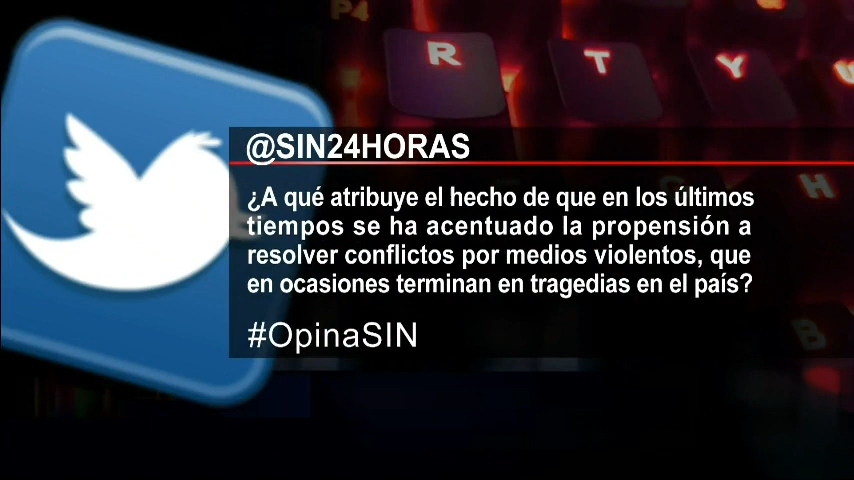 P4
R T Y
@SIN24HORAS
¿A qué atribuye el hecho de que en los últimos
tiempos se ha acentuado la propensión a
resolver conflictos por medios violentos, que
en ocasiones terminan en tragedias en el país?
#OpinaSIN
H
B